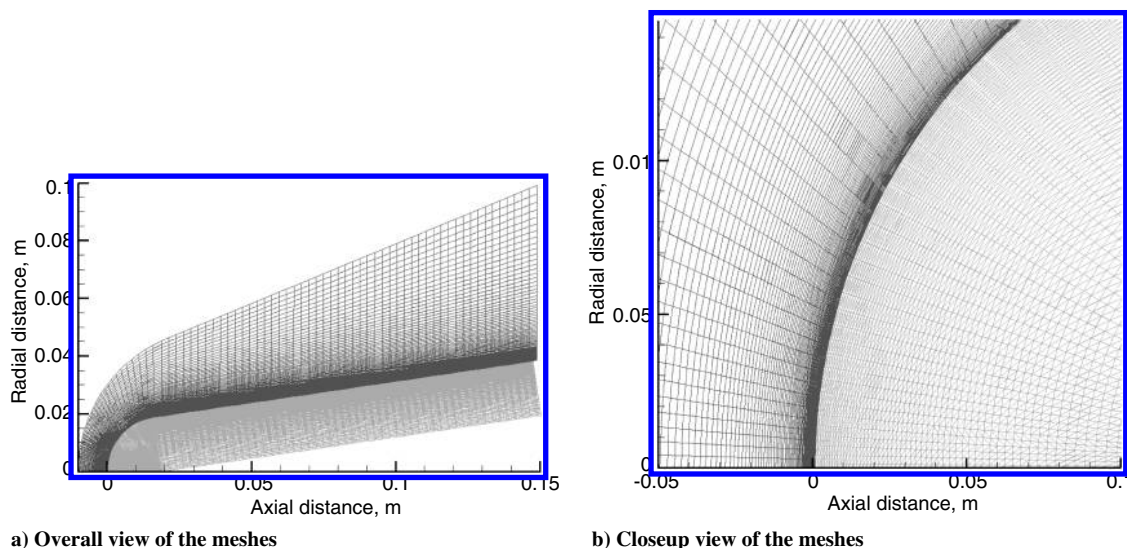 0.1
0.08
0.06
0.04
0.02
0
Radial distance, m
0 0.05 0.1 0.15
Axial distance, m
a) Overall view of the meshes
0.01
0.05
0
Radial distance, m
-0.05 0 0.05 0.
Axial distance, m
b) Closeup view of the meshes